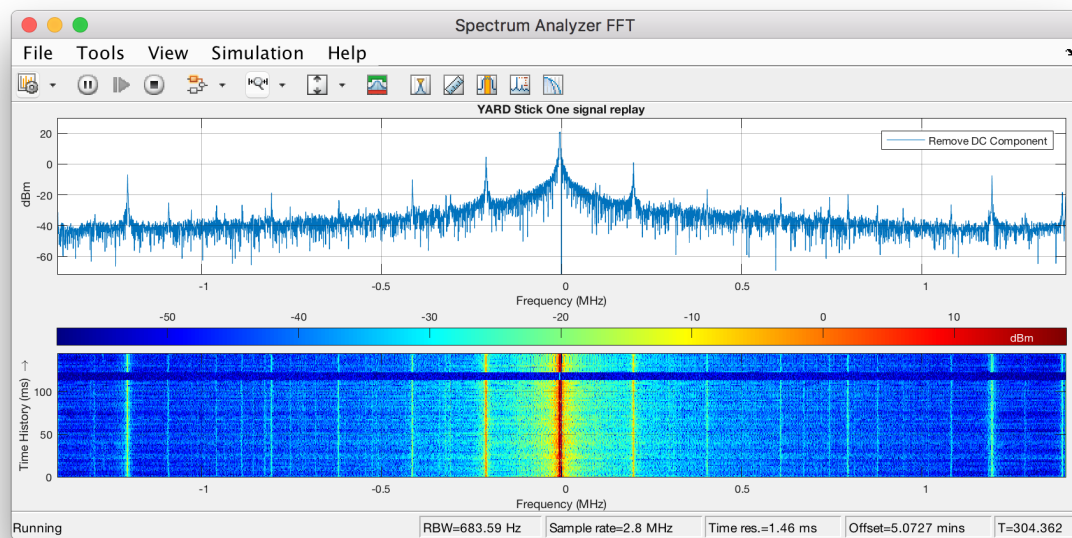 Spectrum Analyzer FFT
File Tools View Simulation Help
YARD Stick One signal replay
Remove DC Component
20
0
-20
-40
-60
dBm
-1 -0.5 0 0.5 1
Frequency (MHz)
-50 -40 -30 -20 -10 0 10 dBm
100
50
0
Time History (ms) →
-1 -0.5 0 0.5 1
Frequency (MHz)
Running RBW=683.59 Hz Sample rate=2.8 MHz Time res.=1.46 ms Offset=5.0727 mins T=304.362